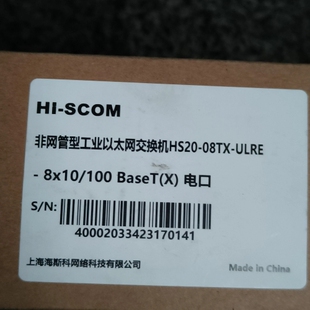 HI-SCOM
非网管型工业以太网交换机HS20-08TX-ULRE
- 8x10/100 BaseT(X) 电口
S/N:
40002033423170141
上海海斯科网络科技有限公司
Made in China